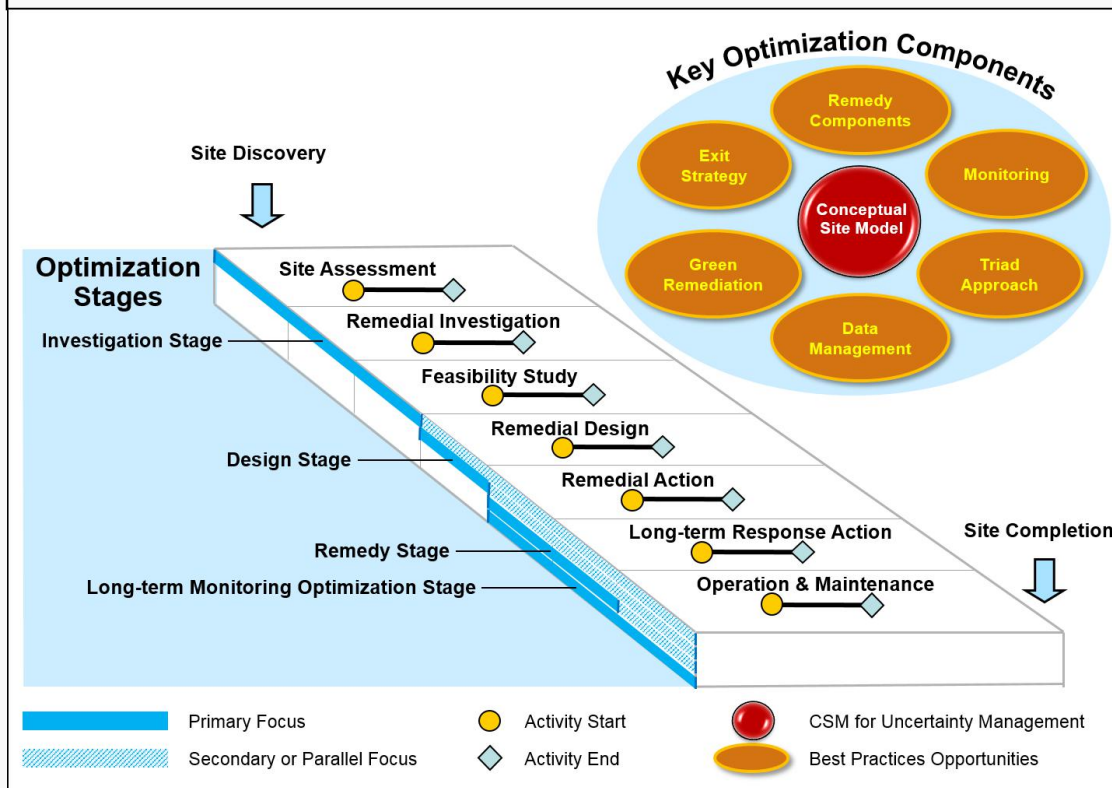 Key Optimization Components
Remedy
Components
Exit
Strategy
Monitoring
Conceptual
Site Model
Green
Remediation
Triad
Approach
Data
Management
Site Discovery
Optimization
Stages
Investigation Stage
Design Stage
Remedy Stage
Long-term Monitoring Optimization Stage
Site Assessment
Remedial Investigation
Feasibility Study
Remedial Design
Remedial Action
Long-term Response Action
Operation & Maintenance
Site Completion
Primary Focus
Secondary or Parallel Focus
Activity Start
Activity End
CSM for Uncertainty Management
Best Practices Opportunities